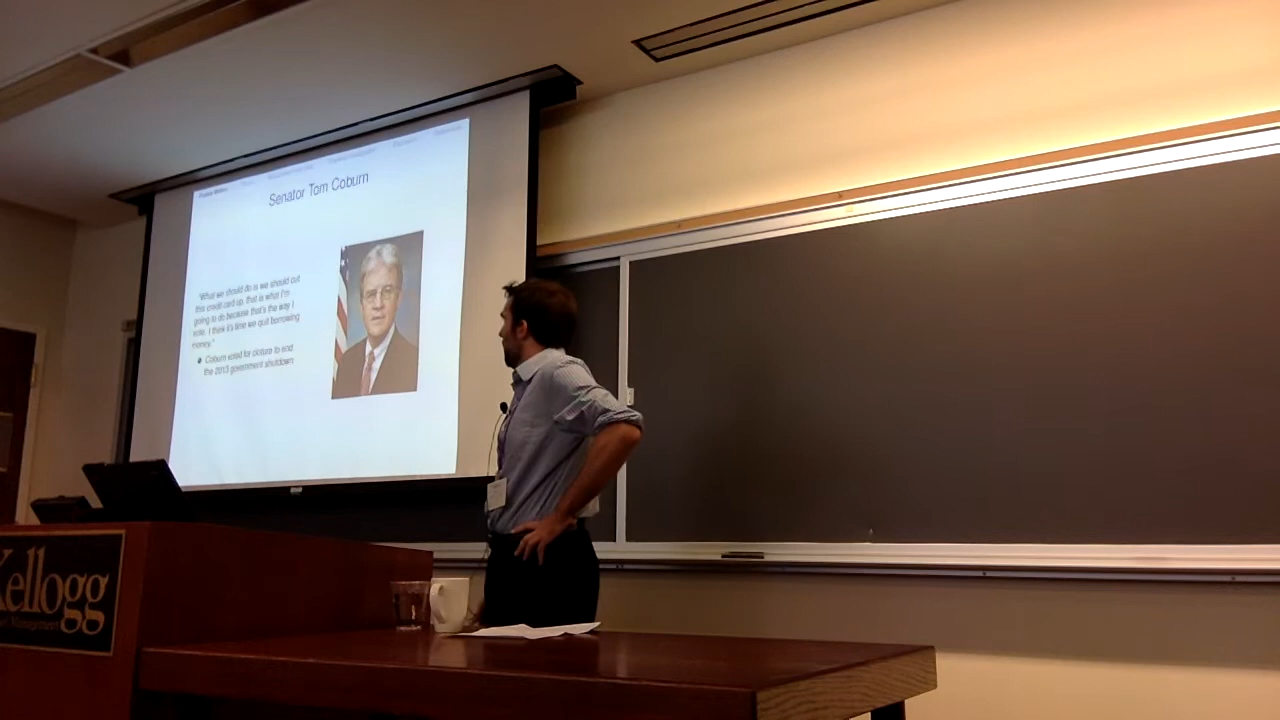 Senator Tom Coburn
"What we should do is we should cut
this credit card up, that is what I'm
going to do because that's the way I
vote. I think it's time we quit borrowing
money."
Coburn voted for cloture to end
the 2013 government shutdown
Kellogg
Management